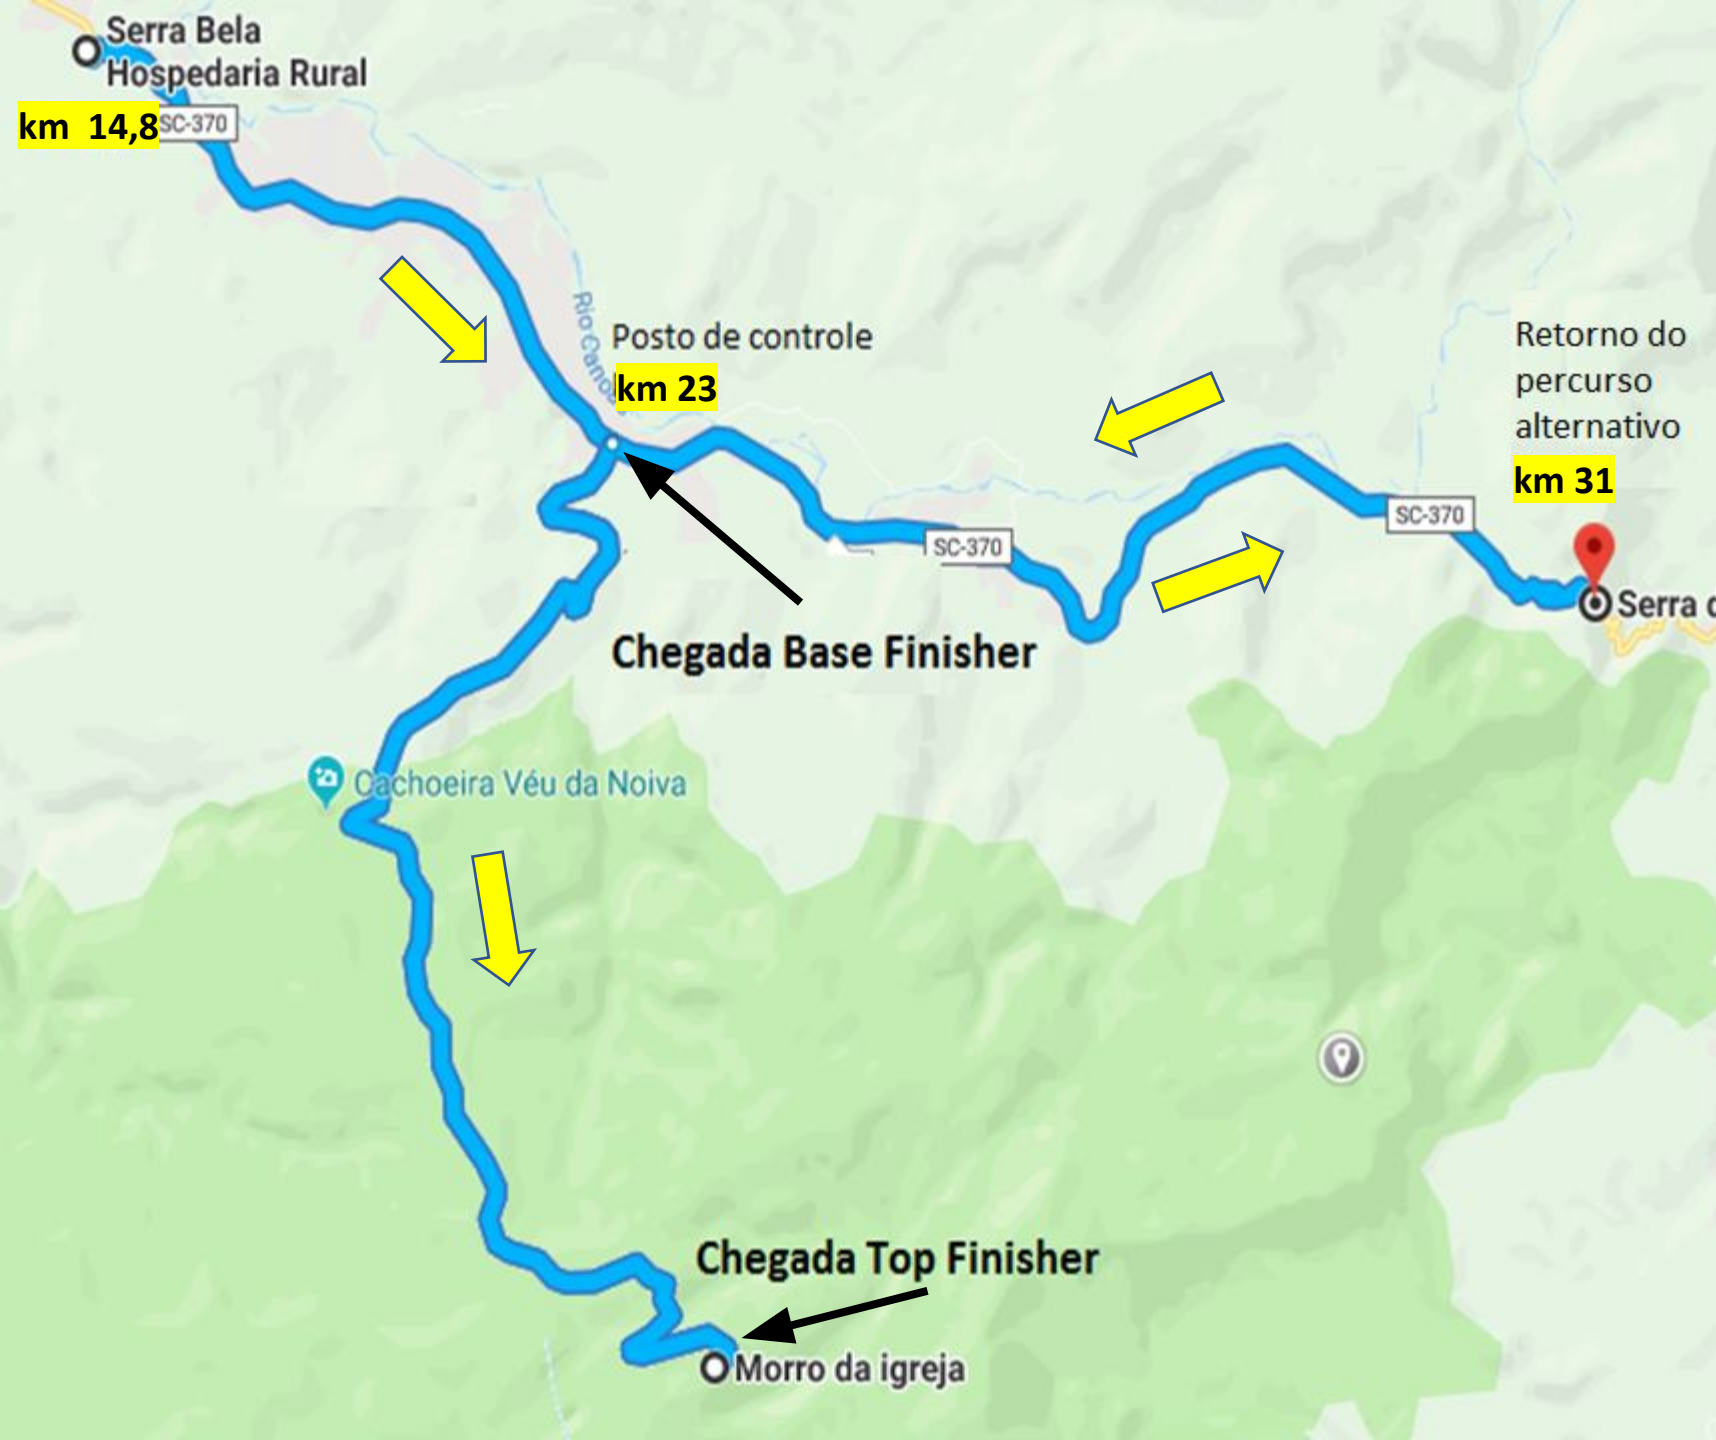 Serra Bela
Hospedaria Rural
km 14,8
SC-370
Rio Canoas
Posto de controle
km 23
Retorno do
percurso
alternativo
km 31
SC-370
SC-370
Serra
Chegada Base Finisher
Cachoeira Véu da Noiva
Chegada Top Finisher
Morro da igreja